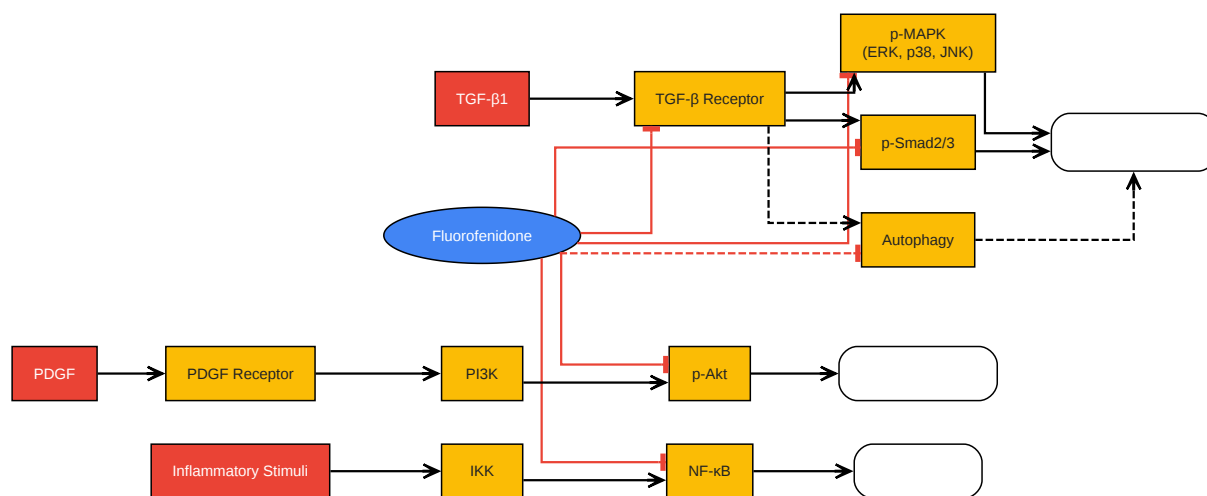 p-MAPK
(ERK, p38, JNK)
TGF-β1
TGF-β Receptor
p-Smad2/3
Fluorofenidone
Autophagy
PDGF
PDGF Receptor
PI3K
p-Akt
Inflammatory Stimuli
IKK
NF-κB